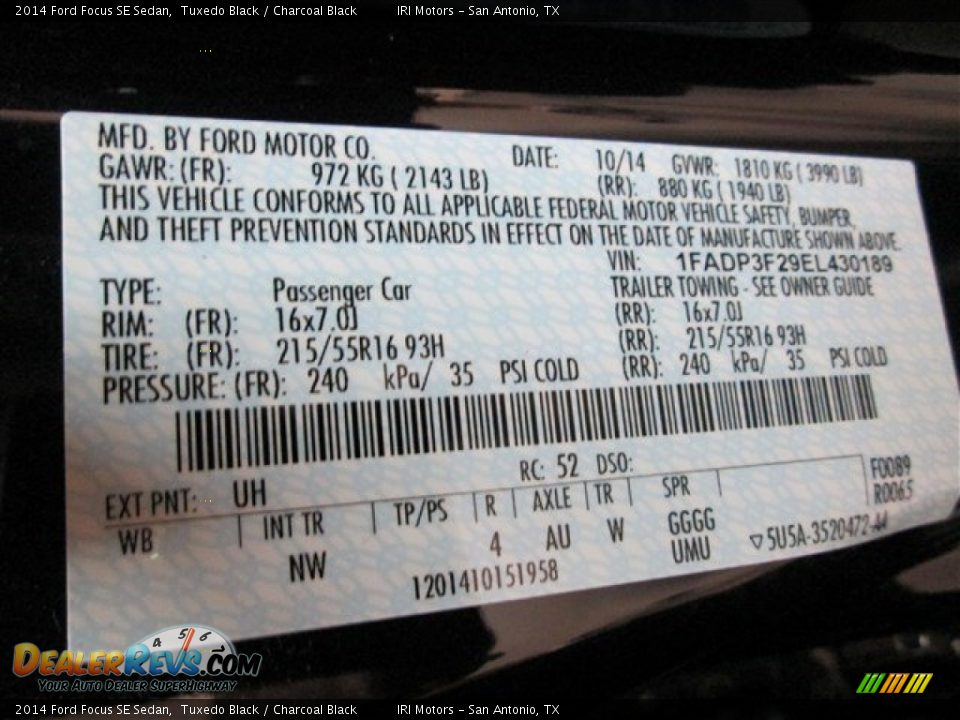 2014 Ford Focus SE Sedan, Tuxedo Black / Charcoal Black IRI Motors - San Antonio, TX
MFD. BY FORD MOTOR CO. DATE: 10/14 GVWR: 1810 KG ( 3990 LB)
GAWR: (FR): 972 KG ( 2143 LB) (RR): 880 KG ( 1940 LB)
THIS VEHICLE CONFORMS TO ALL APPLICABLE FEDERAL MOTOR VEHICLE SAFETY, BUMPER,
AND THEFT PREVENTION STANDARDS IN EFFECT ON THE DATE OF MANUFACTURE SHOWN ABOVE.
VIN: 1FADP3F29EL430189
TYPE: Passenger Car TRAILER TOWING - SEE OWNER GUIDE
RIM: (FR): 16x7.0J (RR): 16x7.0J
TIRE: (FR): 215/55R16 93H (RR): 215/55R16 93H
PRESSURE: (FR): 240 kPa/ 35 PSI COLD (RR): 240 kPa/ 35 PSI COLD
RC: 52 DSO: F0089
EXT PNT: UH R0065
WB INT TR TP/PS R AXLE TR SPR
NW 4 AU W GGGG
UMU ▽5U5A-3520472-AA
1201410151958
4 5 6
DealerRevs.com
Your Auto Dealer SuperHighway
2014 Ford Focus SE Sedan, Tuxedo Black / Charcoal Black IRI Motors - San Antonio, TX